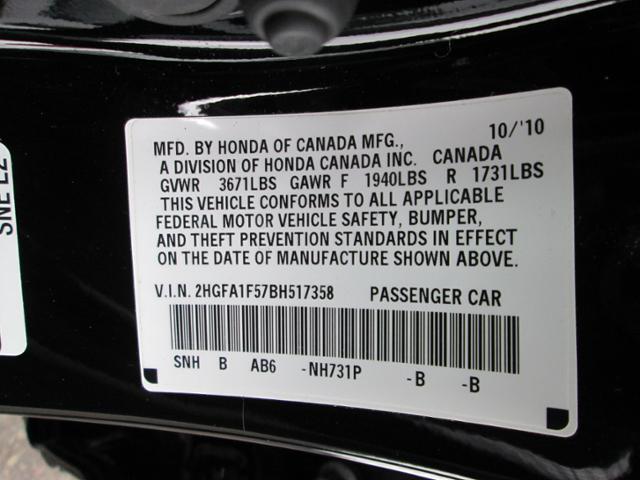 MFD. BY HONDA OF CANADA MFG., 10/'10
A DIVISION OF HONDA CANADA INC. CANADA
GVWR 3671LBS GAWR F 1940LBS R 1731LBS
THIS VEHICLE CONFORMS TO ALL APPLICABLE
FEDERAL MOTOR VEHICLE SAFETY, BUMPER,
AND THEFT PREVENTION STANDARDS IN EFFECT
ON THE DATE OF MANUFACTURE SHOWN ABOVE.
V.I.N. 2HGFA1F57BH517358 PASSENGER CAR
SNH B AB6 -NH731P -B -B